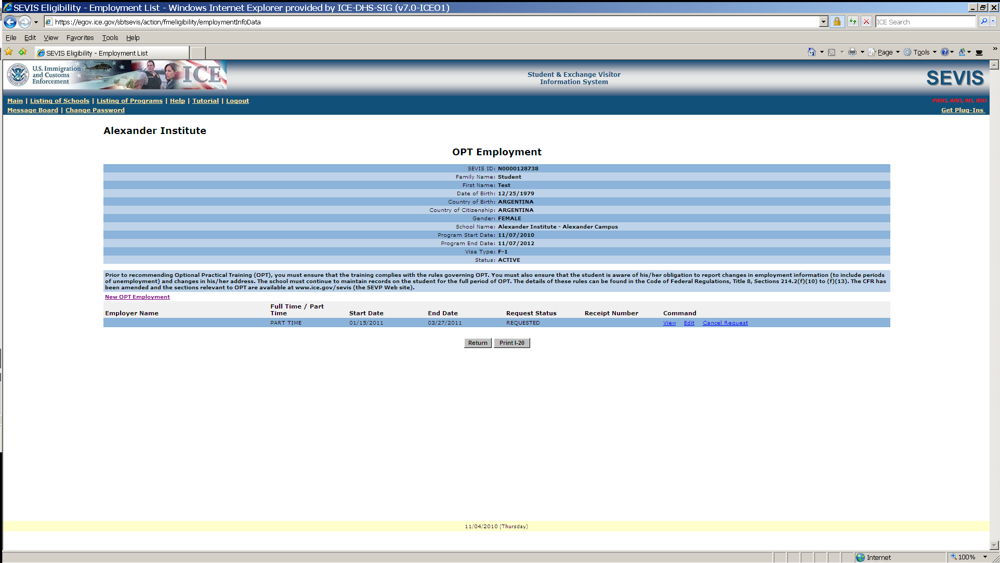 SEVIS Eligibility - Employment List - Windows Internet Explorer provided by ICE-DHS-SIG (v7.0-ICEO1)
https://egov.ice.gov/sbtsevis/action/fmeligibility/employmentInfoData
ICE Search
File Edit View Favorites Tools Help
SEVIS Eligibility - Employment List
Page Tools »
U.S. Immigration
and Customs
Enforcement
ICE
Student & Exchange Visitor
Information System
SEVIS
Main | Listing of Schools | Listing of Programs | Help | Tutorial | Logout
PDSO, ARO, RO, DSO
Message Board | Change Password
Get Plug-Ins
Alexander Institute
OPT Employment
SEVIS ID: N0000128738
Family Name: Student
First Name: Test
Date of Birth: 12/25/1979
Country of Birth: ARGENTINA
Country of Citizenship: ARGENTINA
Gender: FEMALE
School Name: Alexander Institute - Alexander Campus
Program Start Date: 11/07/2010
Program End Date: 11/07/2012
Visa Type: F-1
Status: ACTIVE
Prior to recommending Optional Practical Training (OPT), you must ensure that the training complies with the rules governing OPT. You must also ensure that the student is aware of his/her obligation to report changes in employment information (to include periods
of unemployment) and changes in his/her address. The school must continue to maintain records on the student for the full period of OPT. The details of these rules can be found in the Code of Federal Regulations, Title 8, Sections 214.2(f)(10) to (f)(13). The CFR has
been amended and the sections relevant to OPT are available at www.ice.gov/sevis (the SEVP Web site).
New OPT Employment
Employer Name Full Time / Part Time Start Date End Date Request Status Receipt Number Command
PART TIME 01/15/2011 03/27/2011 REQUESTED View Edit Cancel Request
Return Print I-20
11/04/2010 (Thursday)
Internet 100%